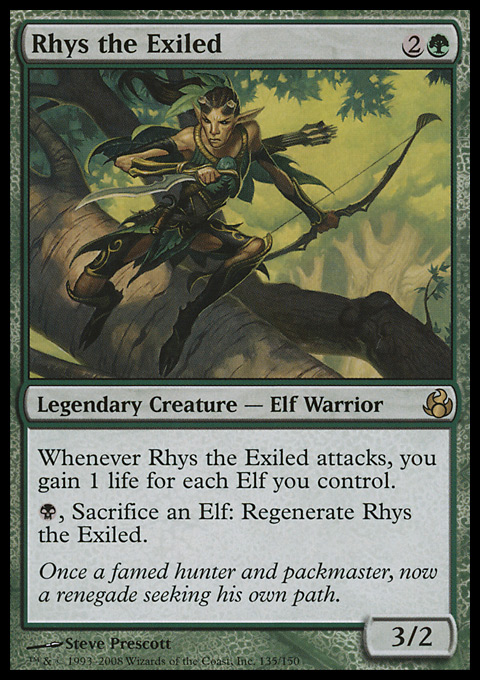 Rhys the Exiled 2
Legendary Creature — Elf Warrior
Whenever Rhys the Exiled attacks, you
gain 1 life for each Elf you control.
, Sacrifice an Elf: Regenerate Rhys
the Exiled.
Once a famed hunter and packmaster, now
a renegade seeking his own path.
Steve Prescott
3/2
™ & © 1993–2008 Wizards of the Coast, Inc. 135/150